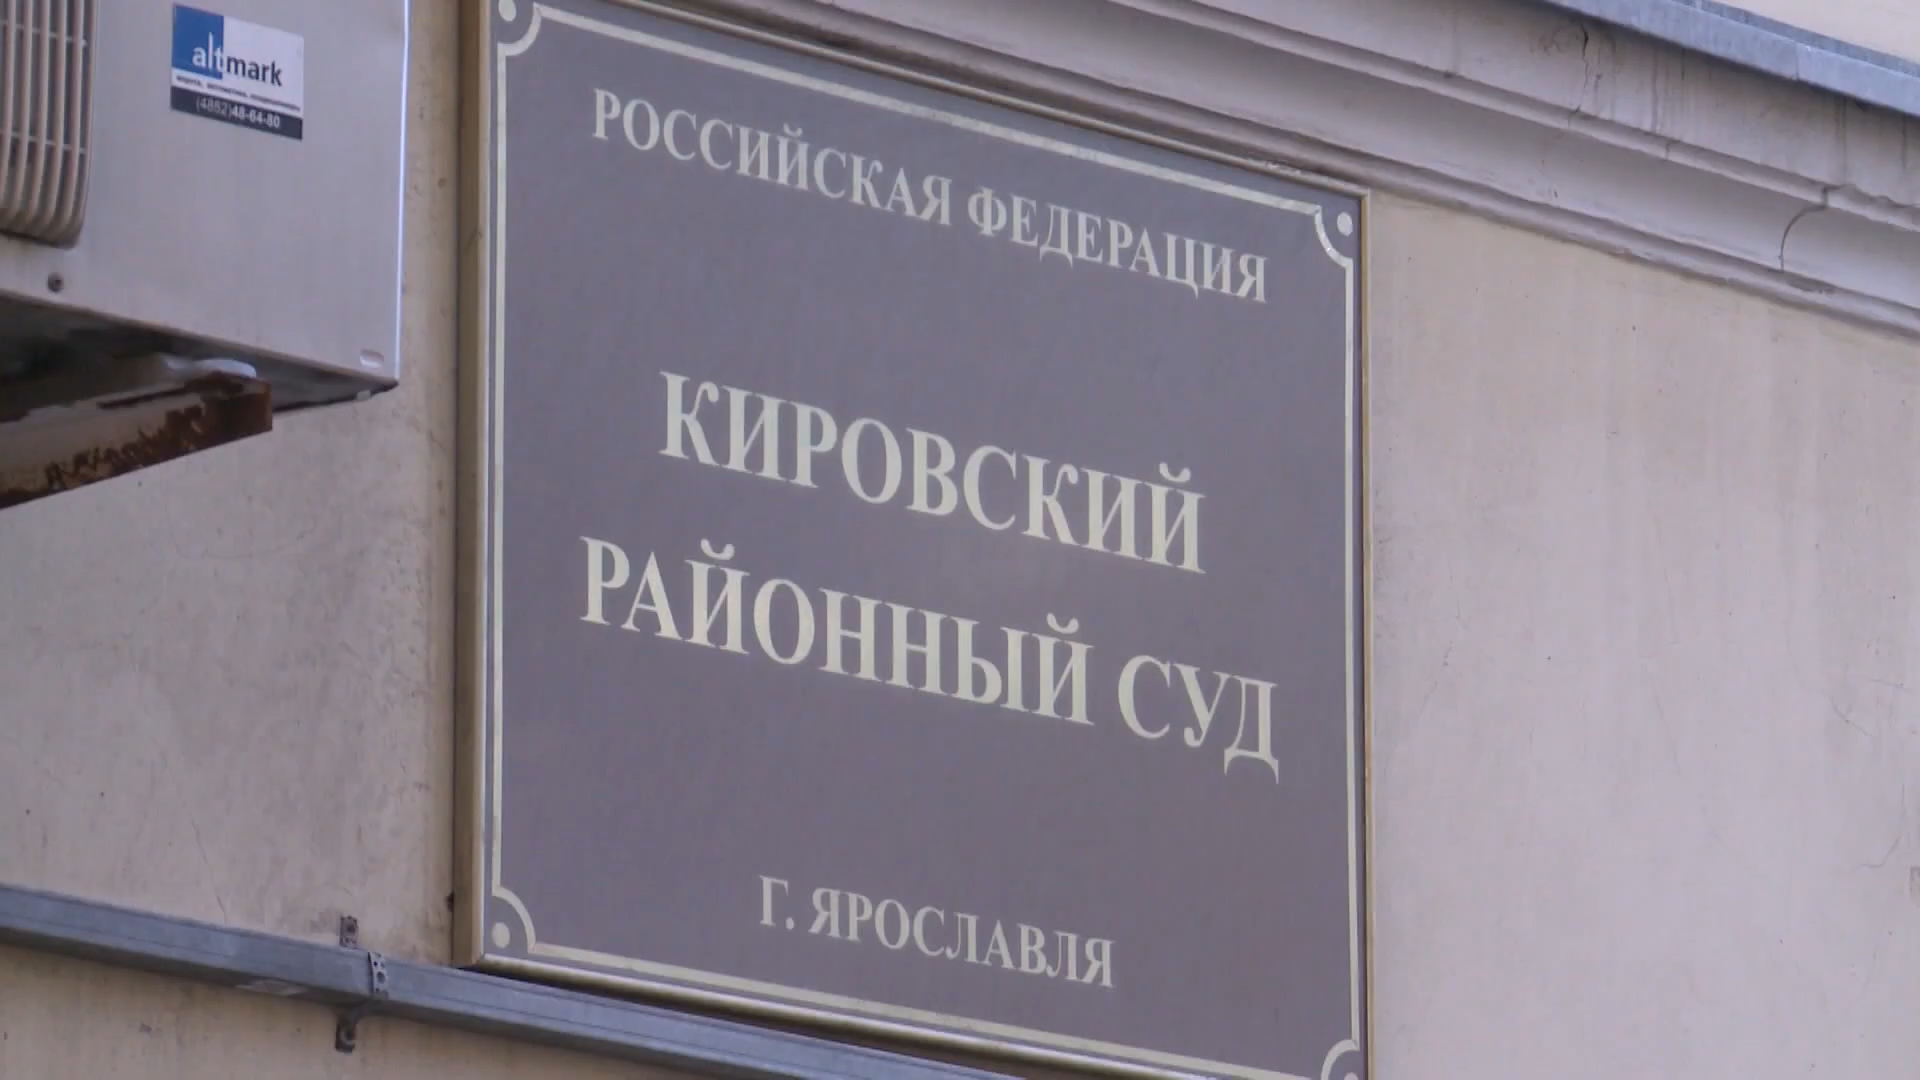 altmark
(4852)48-64-80
РОССИЙСКАЯ ФЕДЕРАЦИЯ
КИРОВСКИЙ
РАЙОННЫЙ СУД
Г. ЯРОСЛАВЛЯ